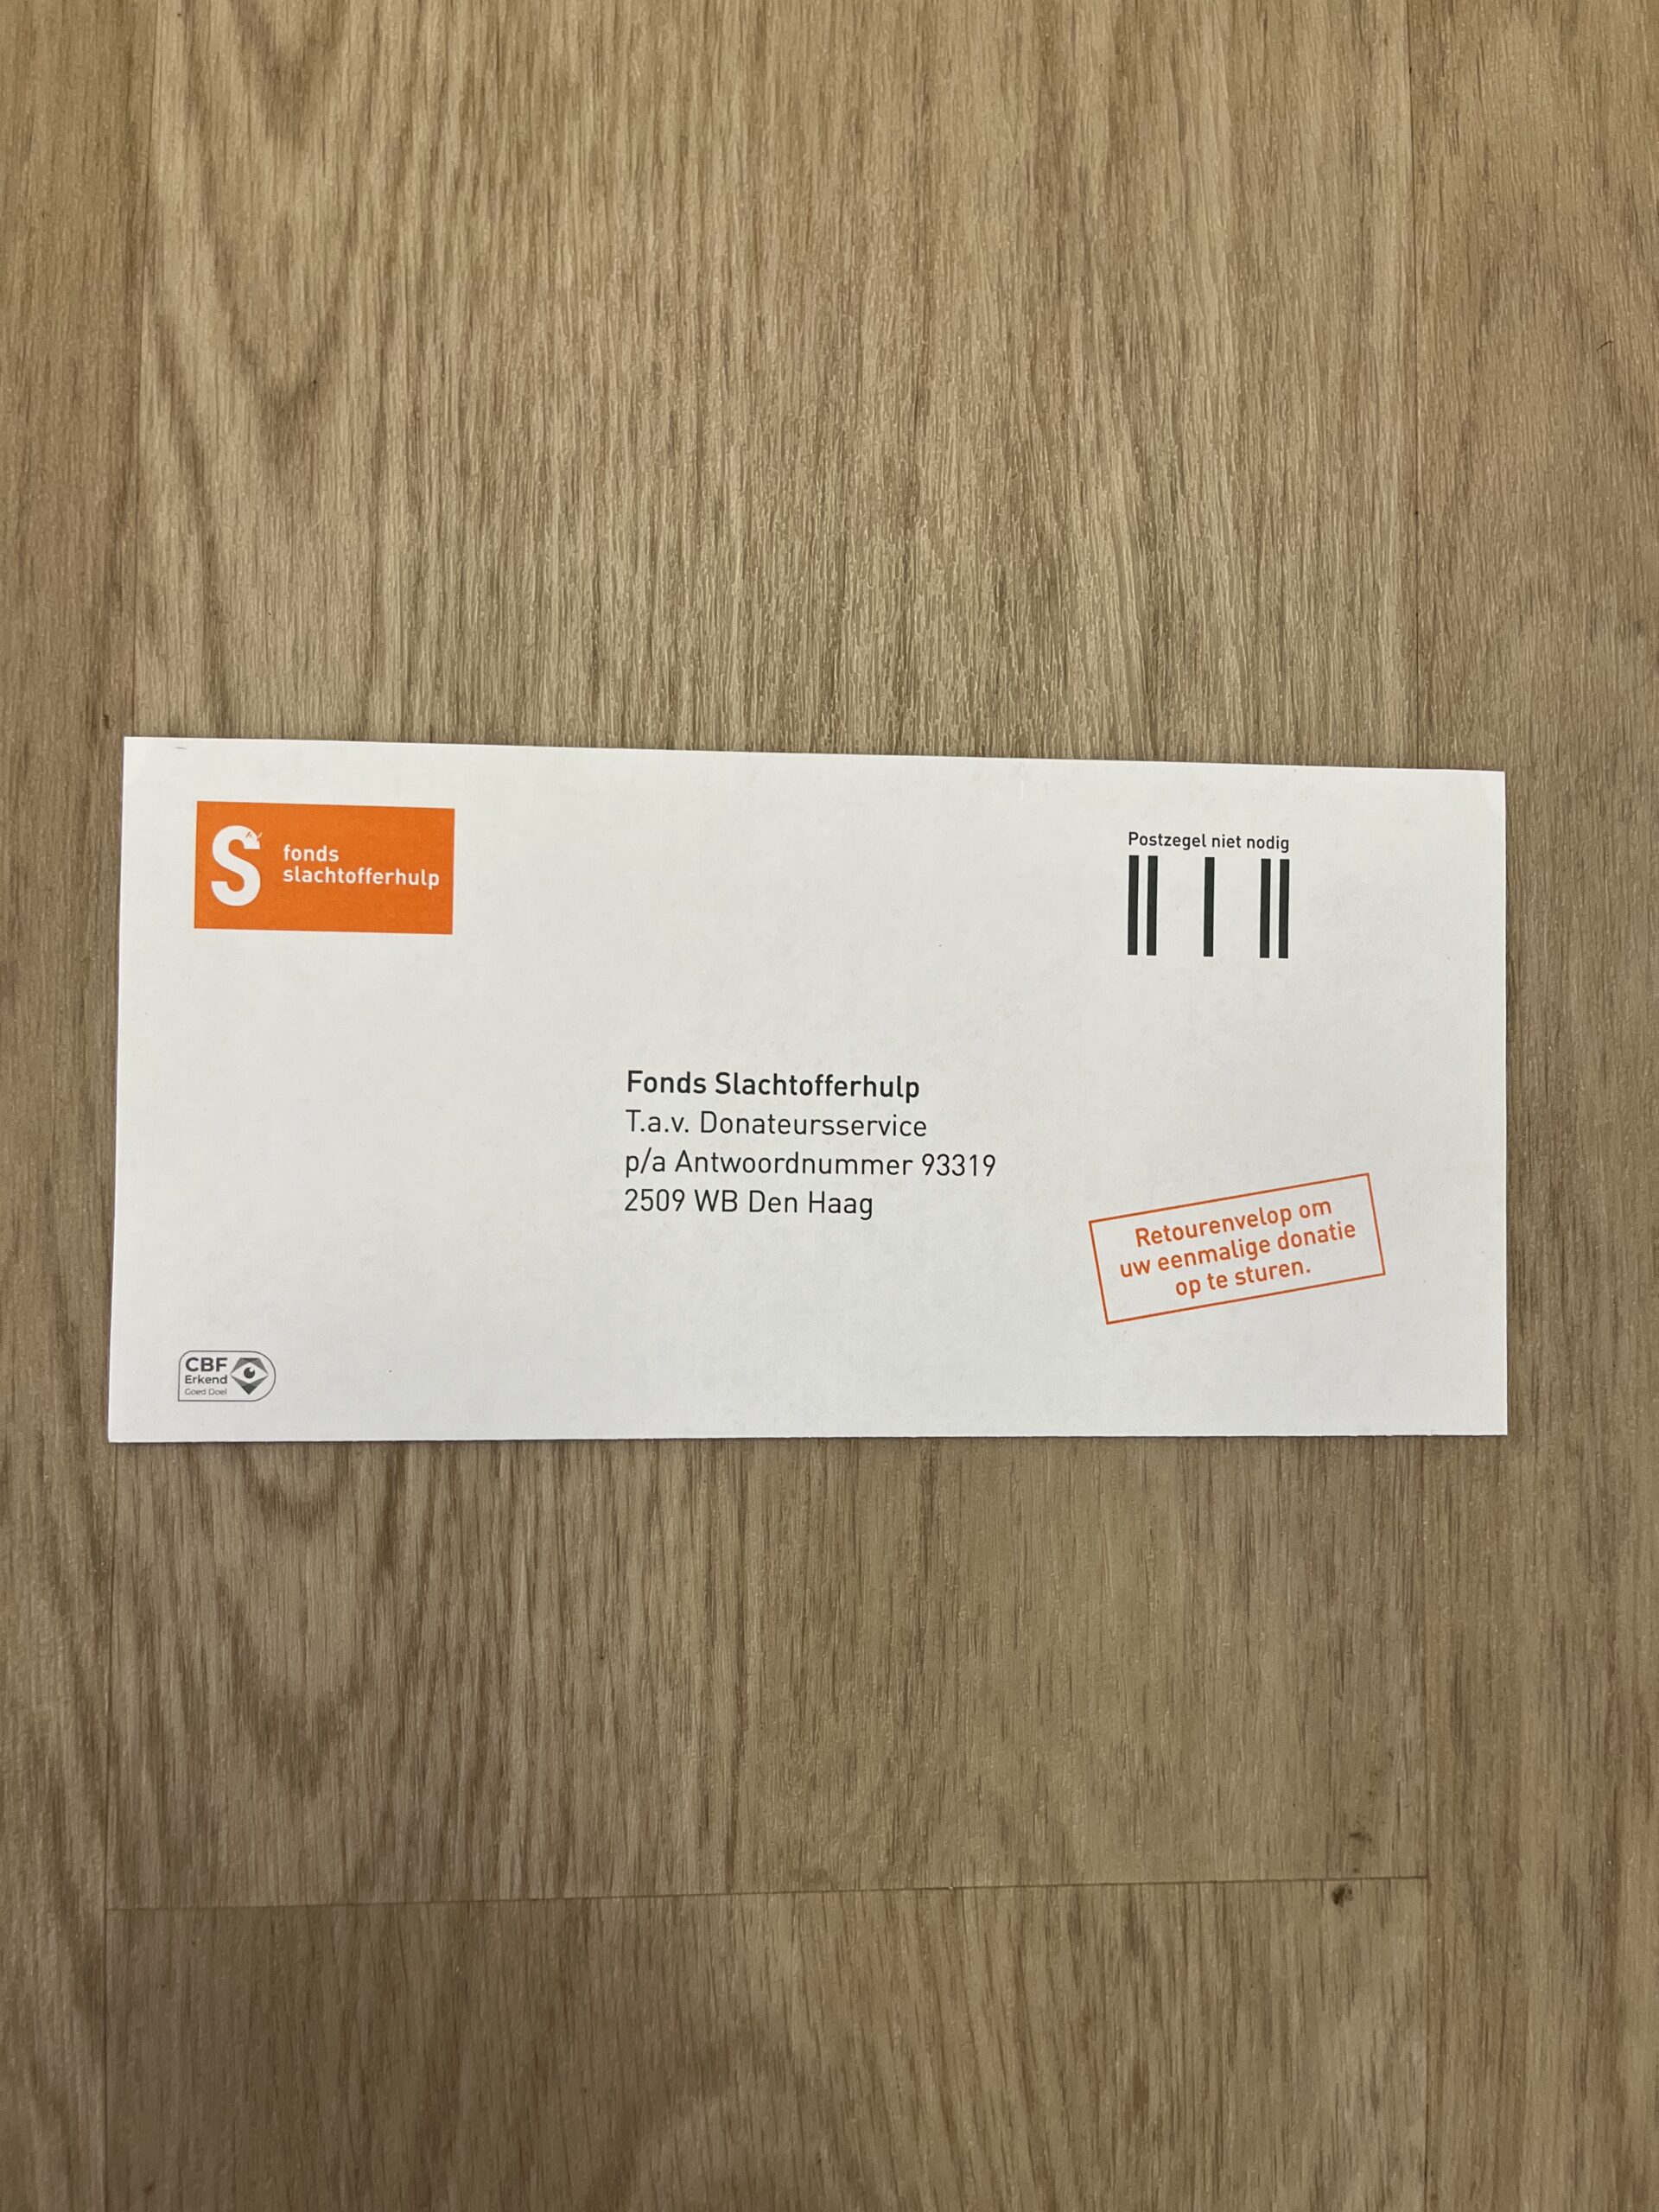 fonds
slachtofferhulp
Postzegel niet nodig
Fonds Slachtofferhulp
T.a.v. Donateursservice
p/a Antwoordnummer 93319
2509 WB Den Haag
Retourenvelop om
uw eenmalige donatie
op te sturen.
CBF
Erkend
Goed Doel